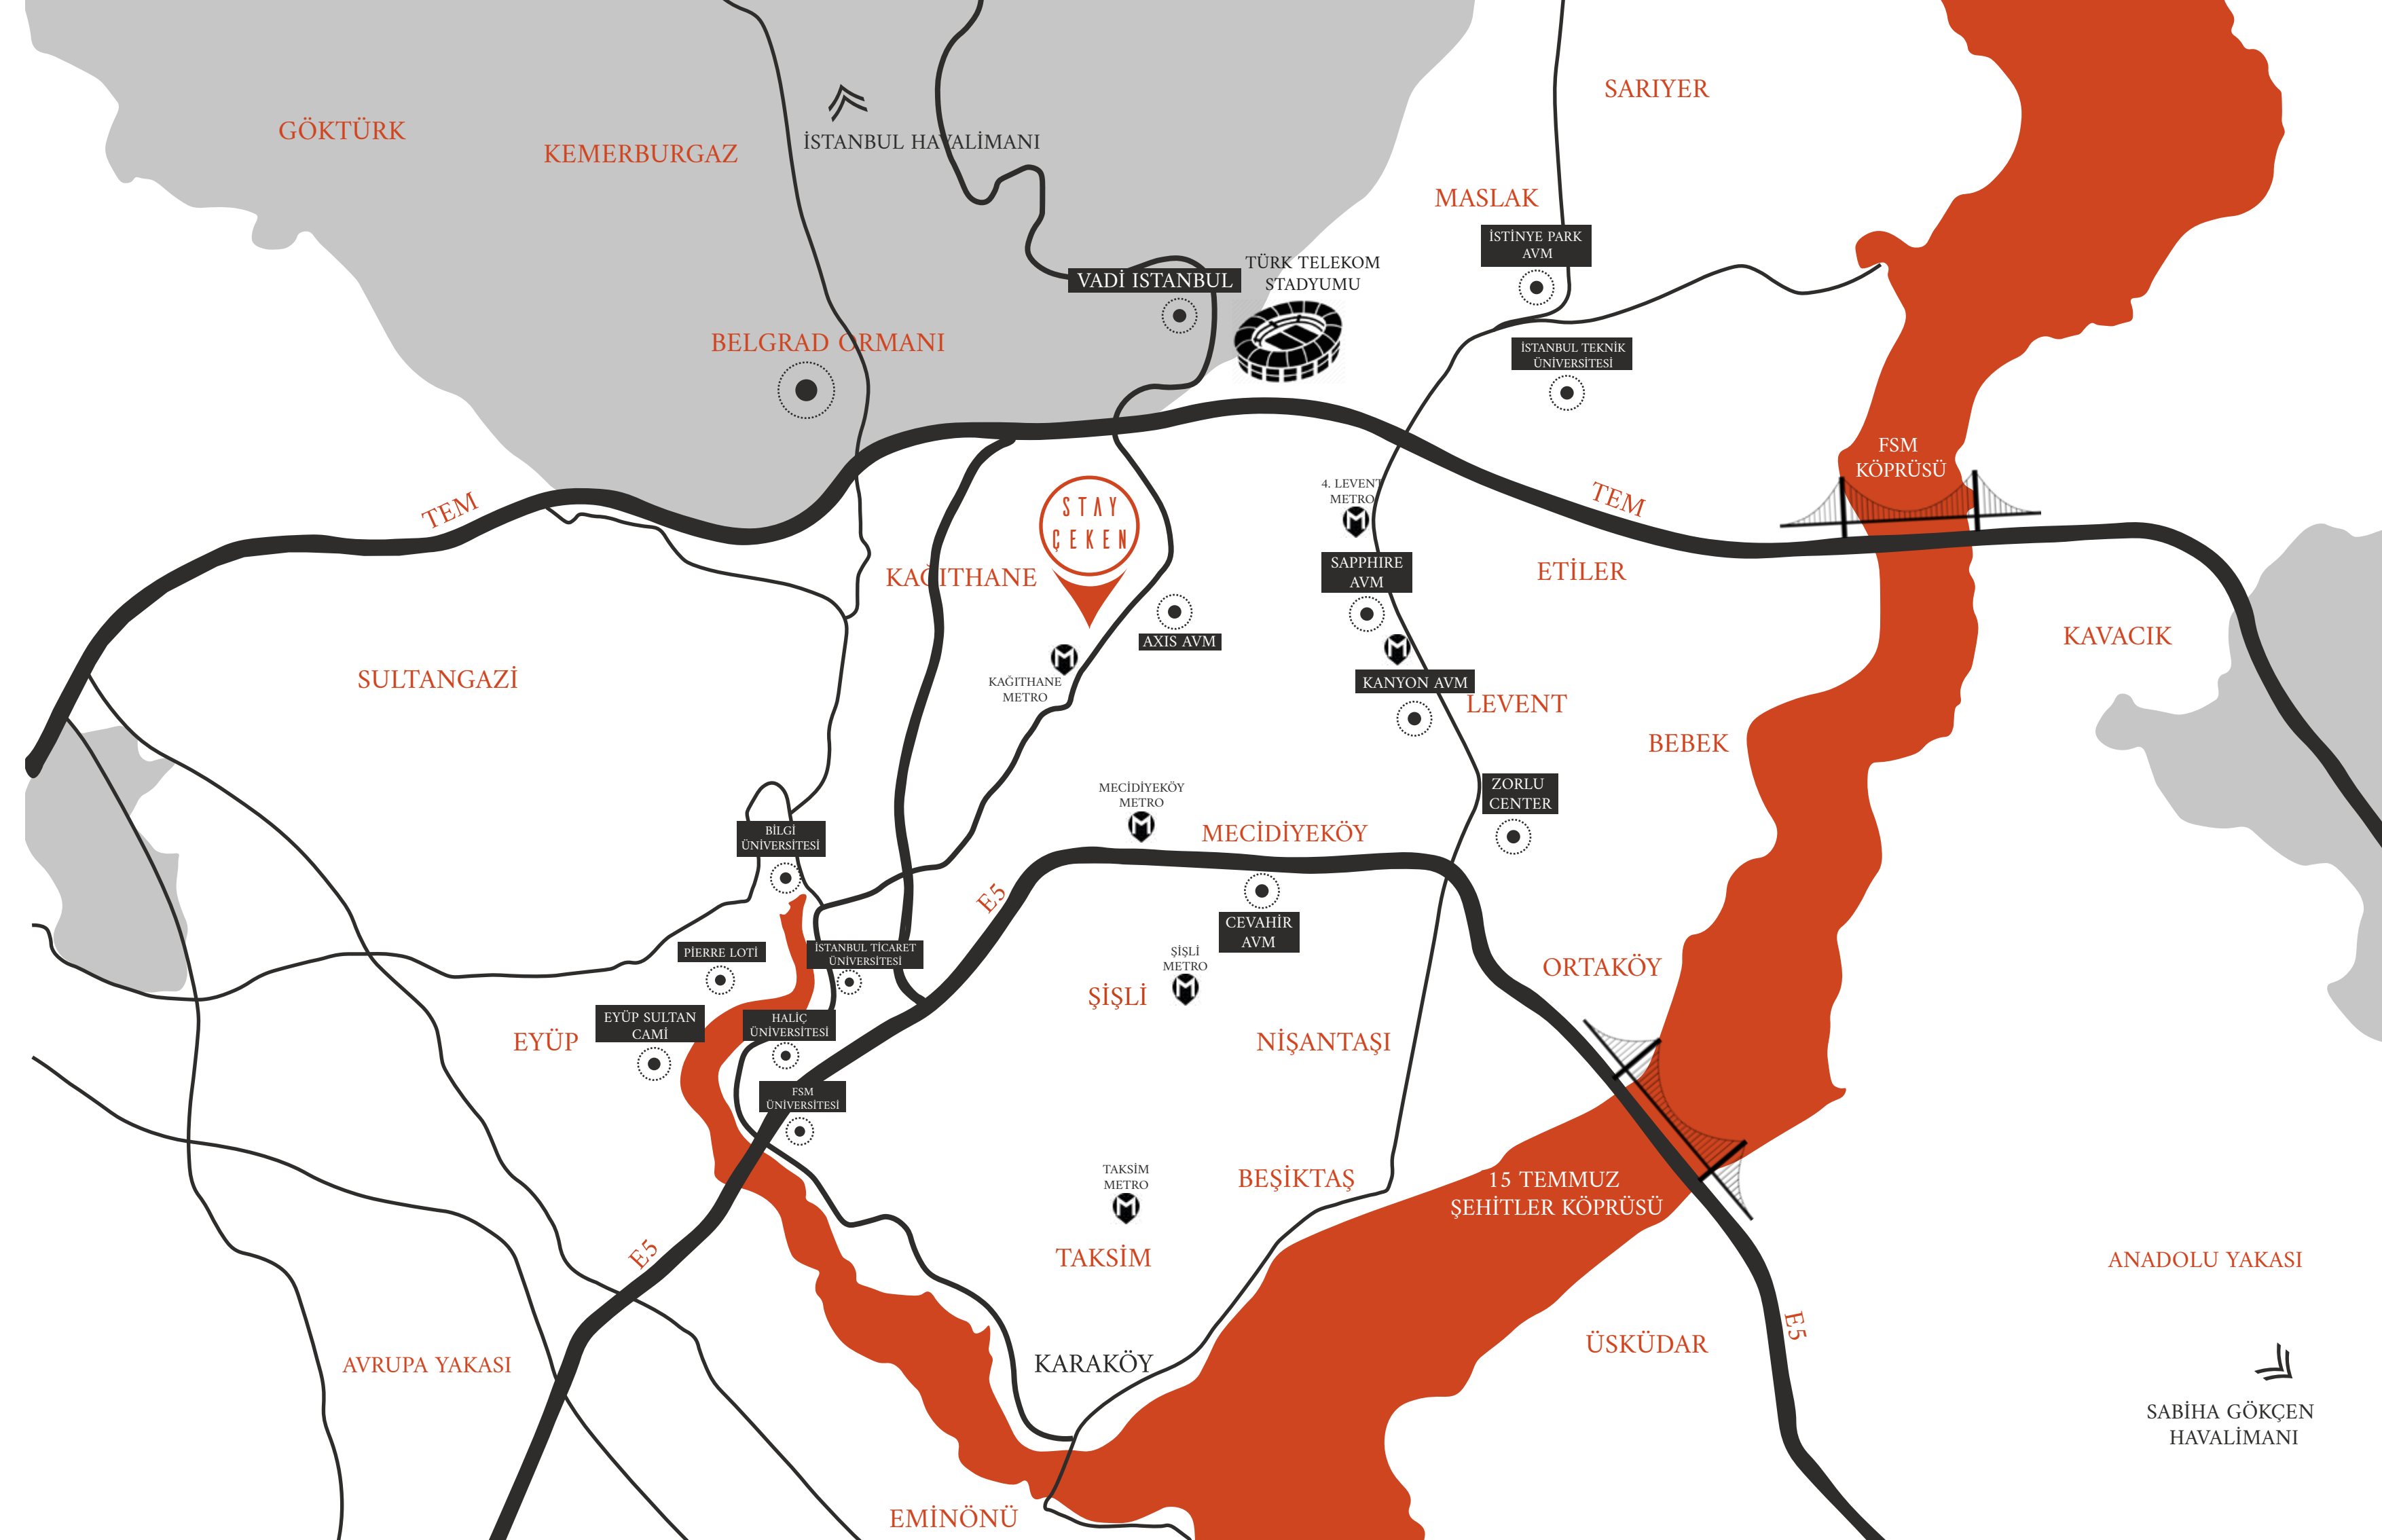 SARIYER
GÖKTÜRK
KEMERBURGAZ
İSTANBUL HAVALİMANI
MASLAK
İSTİNYE PARK
AVM
TÜRK TELEKOM
STADYUMU
VADİ ISTANBUL
BELGRAD ORMANI
İSTANBUL TEKNİK
ÜNİVERSİTESİ
FSM
KÖPRÜSÜ
TEM
TEM
4. LEVENT
METRO
STAY
ÇEKEN
KAĞITHANE
SAPPHIRE
AVM
ETİLER
AXIS AVM
KAVACIK
SULTANGAZİ
KAĞITHANE
METRO
KANYON AVM
LEVENT
BEBEK
MECİDİYEKÖY
METRO
ZORLU
CENTER
MECİDİYEKÖY
BİLGİ
ÜNİVERSİTESİ
E5
CEVAHİR
AVM
PİERRE LOTİ
İSTANBUL TİCARET
ÜNİVERSİTESİ
ŞİŞLİ
METRO
ORTAKÖY
ŞİŞLİ
EYÜP SULTAN
CAMİ
HALİÇ
ÜNİVERSİTESİ
EYÜP
NİŞANTAŞI
FSM
ÜNİVERSİTESİ
TAKSİM
METRO
BEŞİKTAŞ
15 TEMMUZ
ŞEHİTLER KÖPRÜSÜ
E5
TAKSİM
ANADOLU YAKASI
E5
ÜSKÜDAR
AVRUPA YAKASI
KARAKÖY
SABİHA GÖKÇEN
HAVALİMANI
EMİNÖNÜ